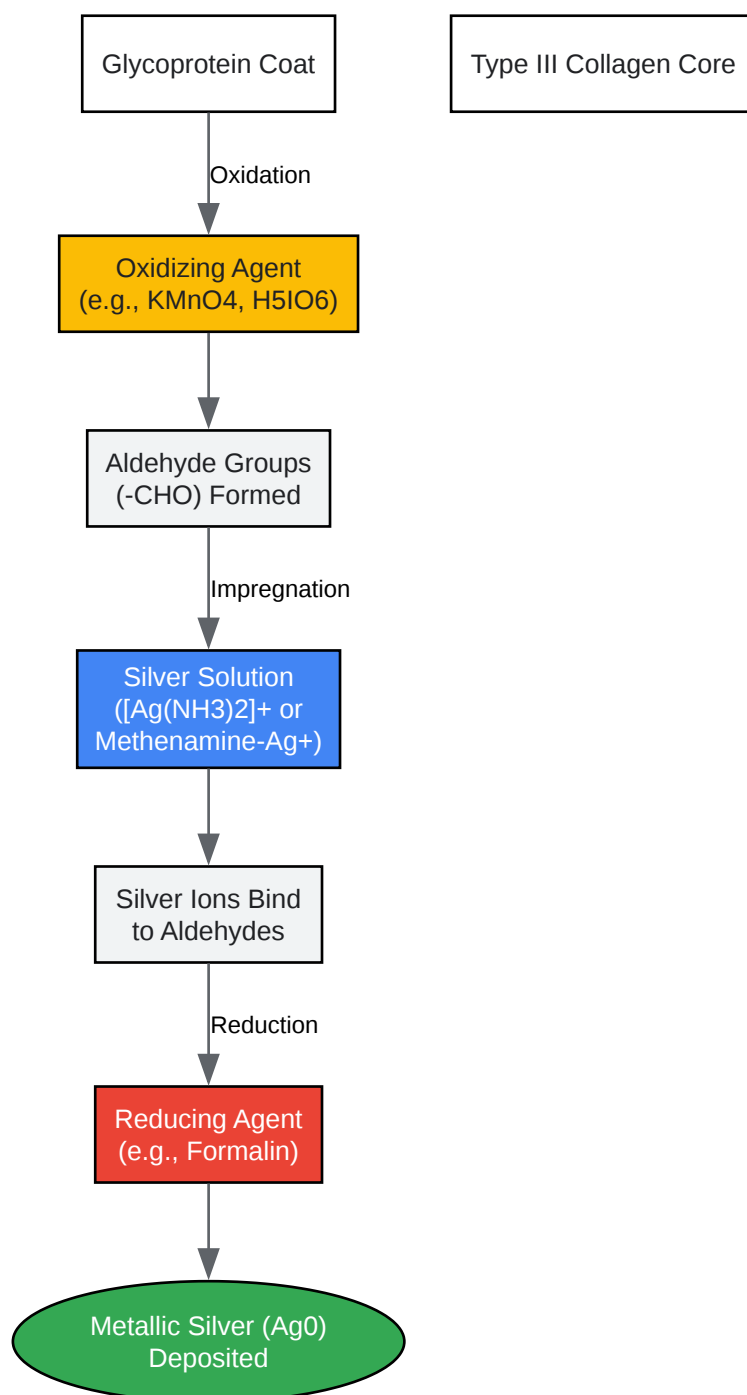 Glycoprotein Coat
Type III Collagen Core
Oxidation
Oxidizing Agent
(e.g., KMnO4, H5IO6)
Aldehyde Groups
(-CHO) Formed
Impregnation
Silver Solution
([Ag(NH3)2]+ or
Methenamine-Ag+)
Silver Ions Bind
to Aldehydes
Reduction
Reducing Agent
(e.g., Formalin)
Metallic Silver (Ag0)
Deposited